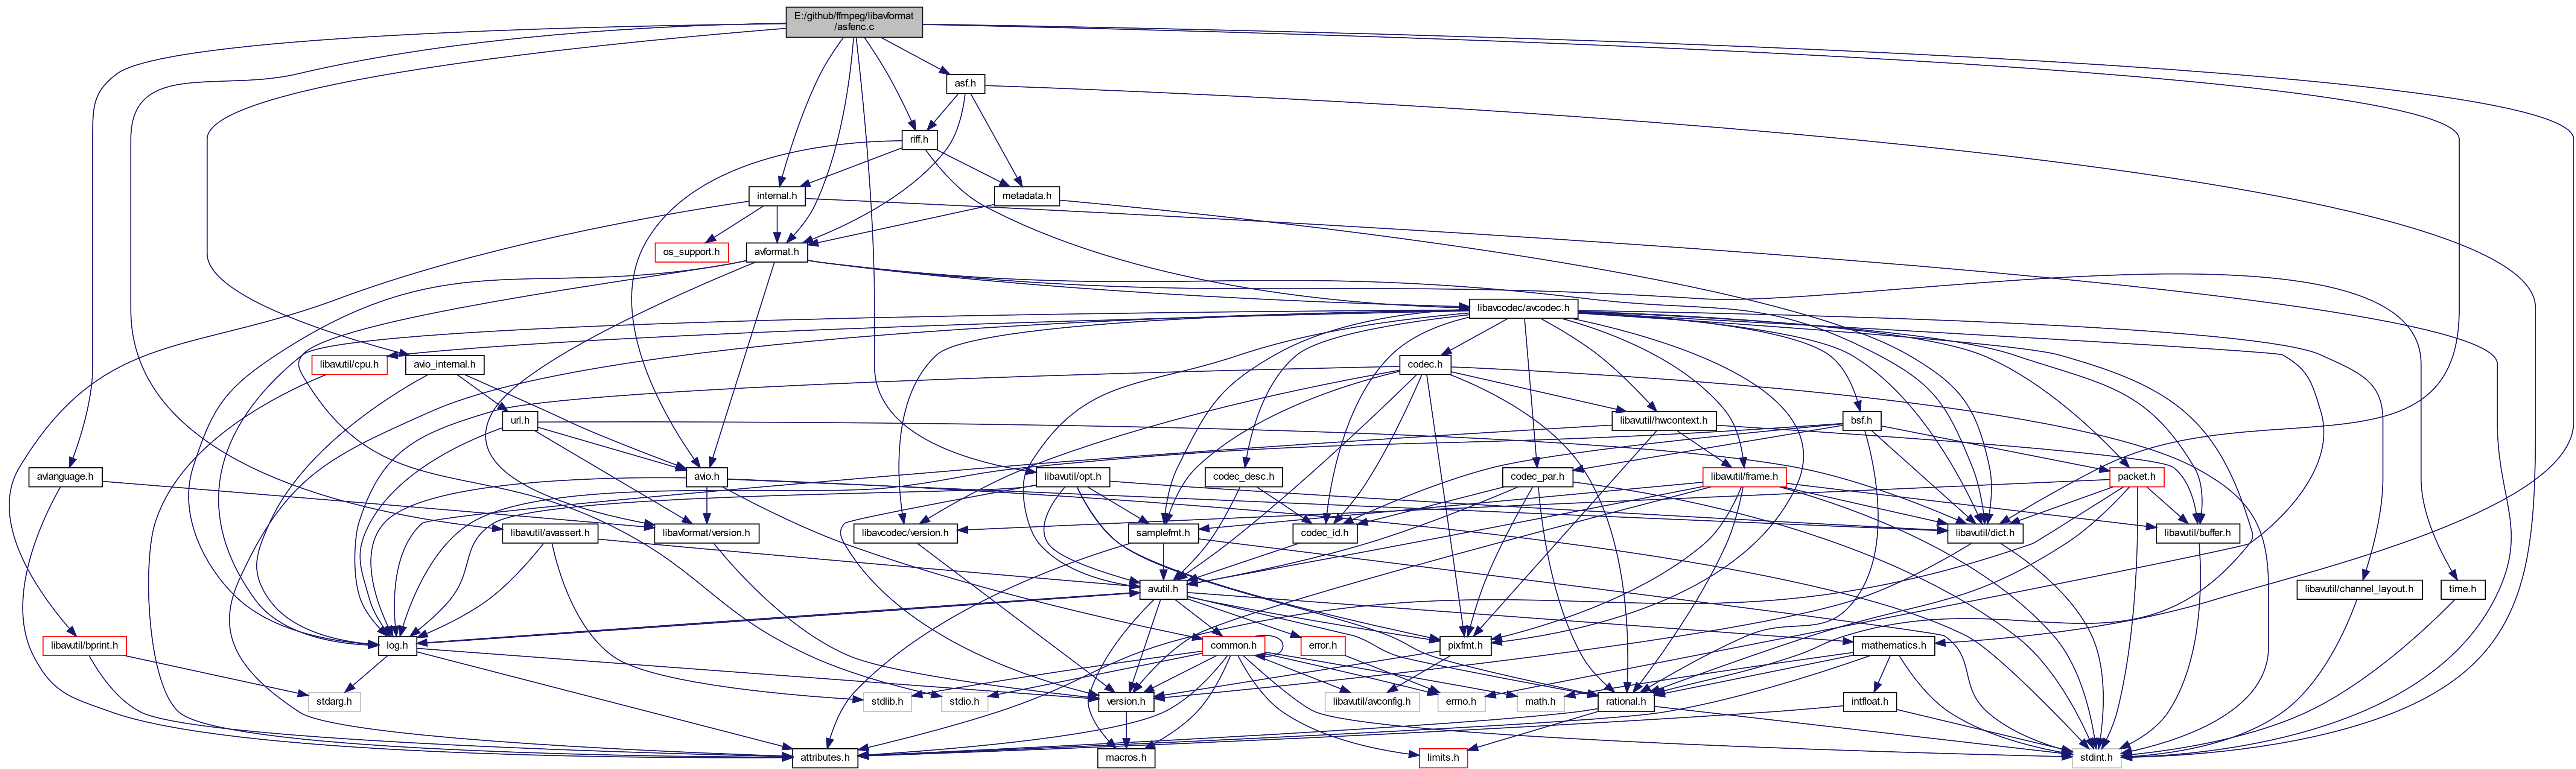 E:/github/ffmpeg/libavformat
/asfenc.c
asf.h
riff.h
internal.h
metadata.h
os_support.h
avformat.h
libavcodec/avcodec.h
libavutil/cpu.h
avio_internal.h
codec.h
url.h
libavutil/hwcontext.h
bsf.h
avlanguage.h
avio.h
libavutil/opt.h
codec_desc.h
codec_par.h
libavutil/frame.h
packet.h
libavutil/avassert.h
libavformat/version.h
libavcodec/version.h
samplefmt.h
codec_id.h
libavutil/dict.h
libavutil/buffer.h
avutil.h
libavutil/channel_layout.h
time.h
libavutil/bprint.h
log.h
common.h
error.h
pixfmt.h
mathematics.h
stdarg.h
stdlib.h
stdio.h
version.h
libavutil/avconfig.h
errno.h
math.h
rational.h
intfloat.h
attributes.h
macros.h
limits.h
stdint.h